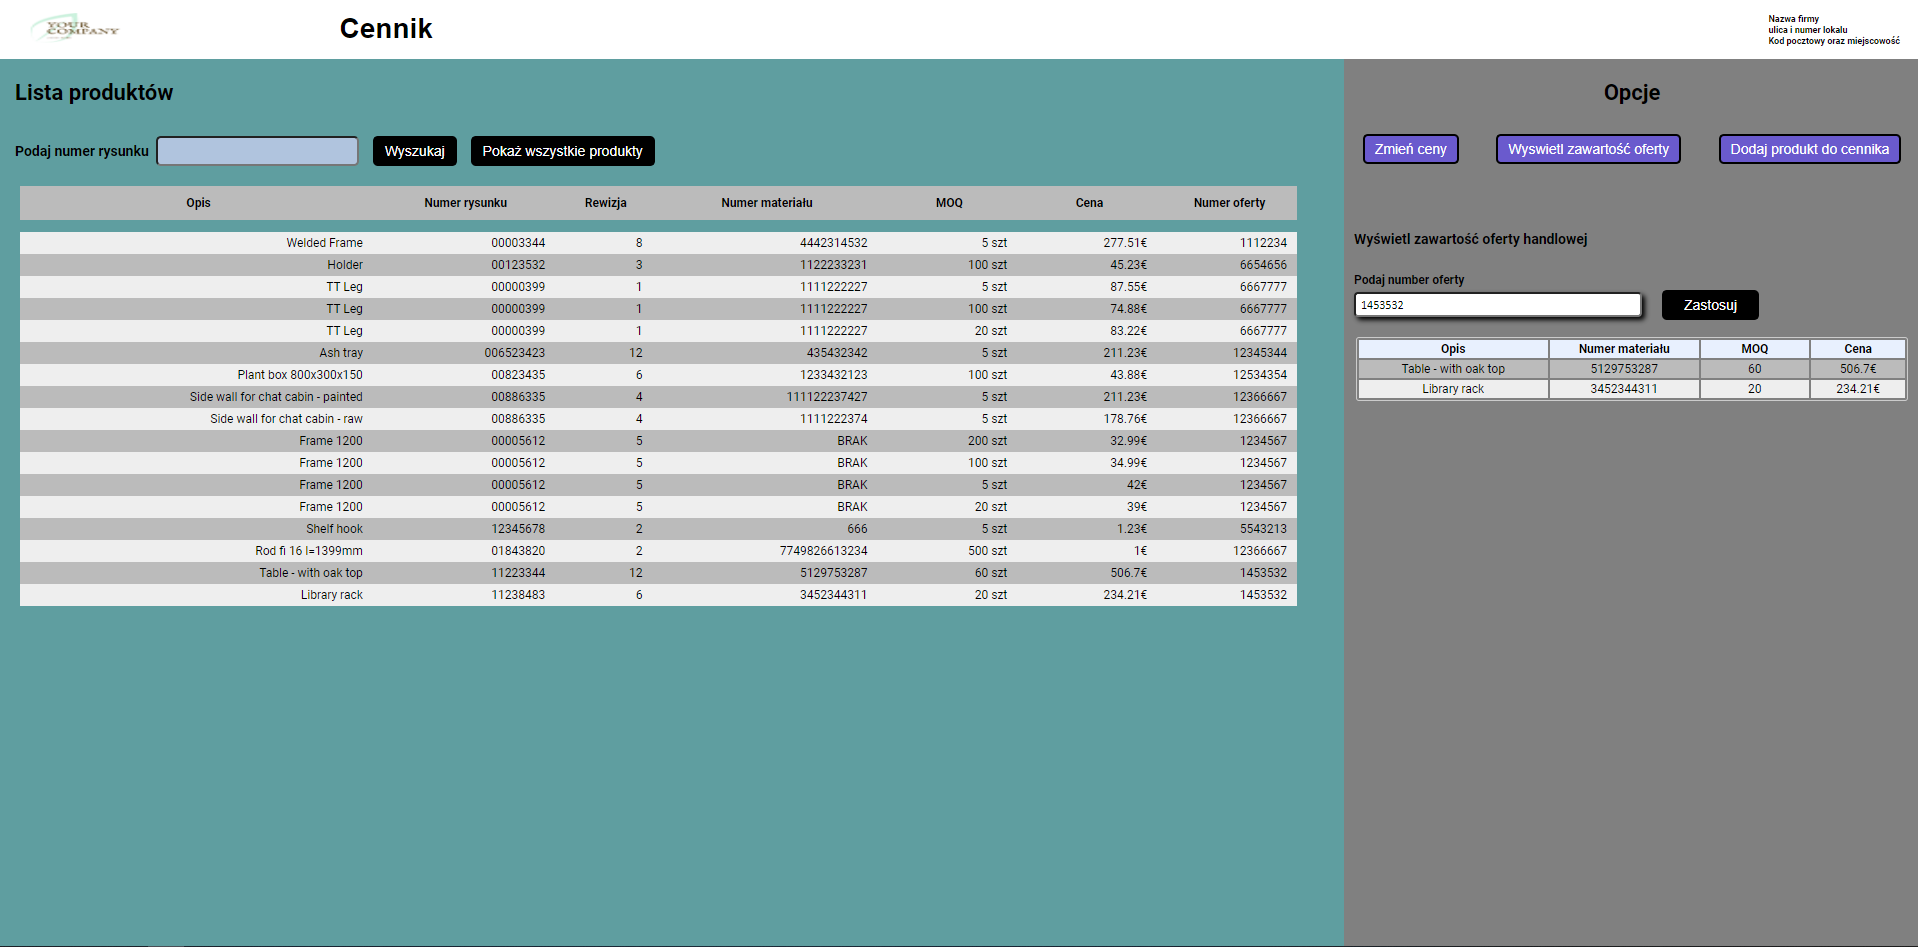 YOUR
COMPANY
Cennik
Nazwa firmy
ulica i numer lokalu
Kod pocztowy oraz miejscowość
Lista produktów
Podaj numer rysunku Wyszukaj Pokaż wszystkie produkty
Opis Numer rysunku Rewizja Numer materiału MOQ Cena Numer oferty
Welded Frame 00003344 8 4442314532 5 szt 277.51€ 1112234
Holder 00123532 3 1122233231 100 szt 45.23€ 6654656
TT Leg 00000399 1 1111222227 5 szt 87.55€ 6667777
TT Leg 00000399 1 1111222227 100 szt 74.88€ 6667777
TT Leg 00000399 1 1111222227 20 szt 83.22€ 6667777
Ash tray 006523423 12 435432342 5 szt 211.23€ 12345344
Plant box 800x300x150 00823435 6 1233432123 100 szt 43.88€ 12534354
Side wall for chat cabin - painted 00886335 4 111122237427 5 szt 211.23€ 12366667
Side wall for chat cabin - raw 00886335 4 1111222374 5 szt 178.76€ 12366667
Frame 1200 00005612 5 BRAK 200 szt 32.99€ 1234567
Frame 1200 00005612 5 BRAK 100 szt 34.99€ 1234567
Frame 1200 00005612 5 BRAK 5 szt 42€ 1234567
Frame 1200 00005612 5 BRAK 20 szt 39€ 1234567
Shelf hook 12345678 2 666 5 szt 1.23€ 5543213
Rod fi 16 l=1399mm 01843820 2 7749826613234 500 szt 1€ 12366667
Table - with oak top 11223344 12 5129753287 60 szt 506.7€ 1453532
Library rack 11238483 6 3452344311 20 szt 234.21€ 1453532
Opcje
Zmień ceny Wyswietl zawartość oferty Dodaj produkt do cennika
Wyświetl zawartość oferty handlowej
Podaj number oferty
1453532 Zastosuj
Opis Numer materiału MOQ Cena
Table - with oak top 5129753287 60 506.7€
Library rack 3452344311 20 234.21€